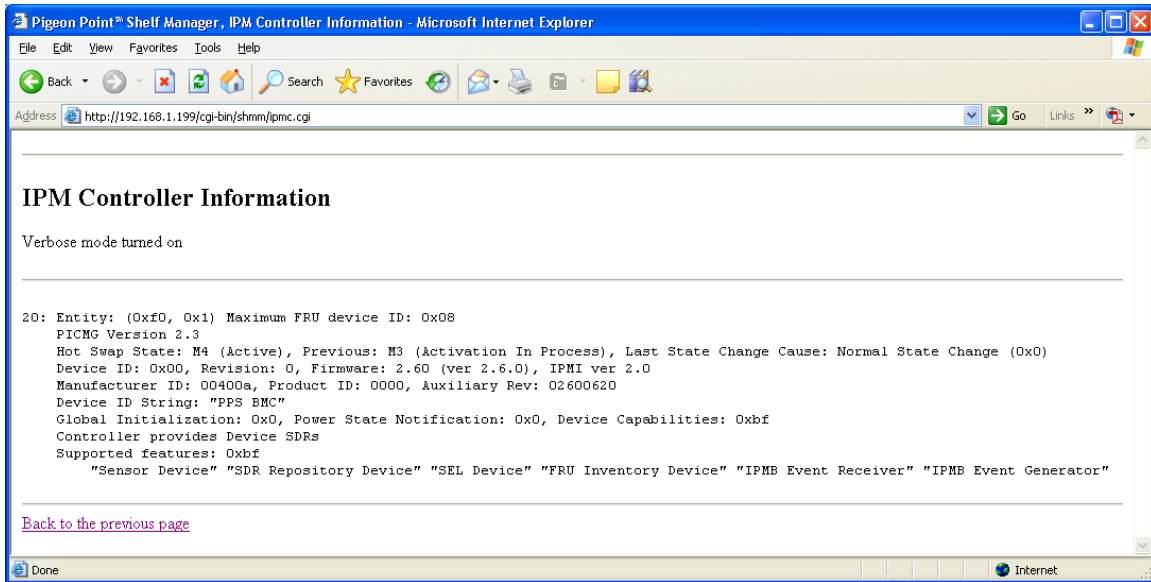 Pigeon Point™ Shelf Manager, IPM Controller Information - Microsoft Internet Explorer
File Edit View Favorites Tools Help
Back Search Favorites
Address http://192.168.1.199/cgi-bin/shmm/ipmc.cgi Go Links »
IPM Controller Information
Verbose mode turned on
20: Entity: (0xf0, 0x1) Maximum FRU device ID: 0x08
PICMG Version 2.3
Hot Swap State: M4 (Active), Previous: M3 (Activation In Process), Last State Change Cause: Normal State Change (0x0)
Device ID: 0x00, Revision: 0, Firmware: 2.60 (ver 2.6.0), IPMI ver 2.0
Manufacturer ID: 00400a, Product ID: 0000, Auxiliary Rev: 02600620
Device ID String: "PPS BMC"
Global Initialization: 0x0, Power State Notification: 0x0, Device Capabilities: 0xbf
Controller provides Device SDRs
Supported features: 0xbf
"Sensor Device" "SDR Repository Device" "SEL Device" "FRU Inventory Device" "IPMB Event Receiver" "IPMB Event Generator"
Back to the previous page
Done Internet